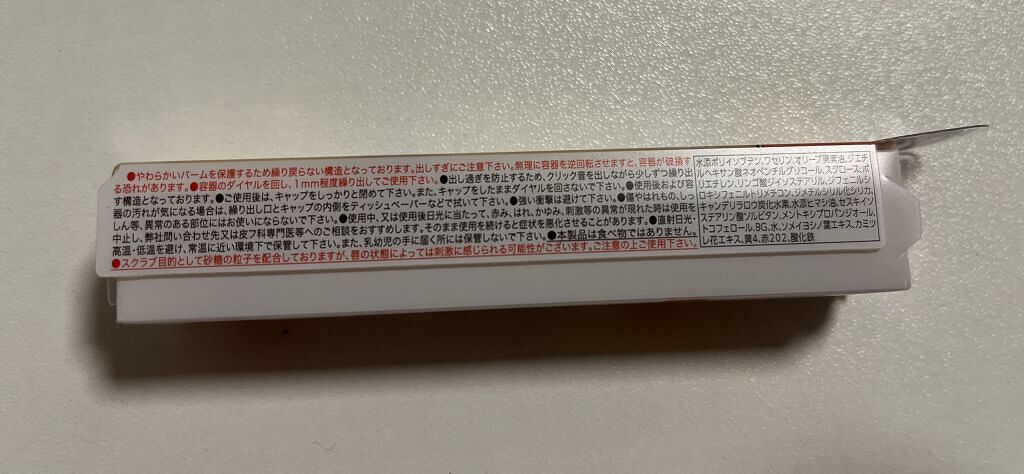 ●やわらかいバームを保護するため繰り戻らない構造となっております。出しすぎにご注意下さい。無理に容器を逆回転させますと、容器が破損す
る恐れがあります。●容器のダイヤルを回し、1mm程度繰り出してご使用下さい。●出し過ぎを防止するため、クリック音を出しながら少しずつ繰り出
る構造となっております。●ご使用後は、キャップをしっかりと閉めて下さい。また、キャップをしたままダイヤルを回さないで下さい。●使用後および容
器の汚れが気になる場合は、繰り出し口とキャップの内側をティッシュペーパーなどで拭いて下さい。●強い衝撃は避けて下さい。●傷やはれもの、しっ
しん等、異常のある部位にはお使いにならないで下さい。●使用中、又は使用後日光に当たって、赤み、はれ、かゆみ、刺激等の異常が現れた時は使用を
中止し、弊社問い合わせ先又は皮フ科専門医等へのご相談をおすすめします。そのまま使用を続けると症状を悪化させることがあります。●直射日光・
高温・低温を避け、常温に近い環境下で保管して下さい。また、乳幼児の手に届く所には保管しないで下さい。●本製品は食べ物ではありません。
●スクラブ目的として砂糖の粒子を配合しておりますが、唇の状態によっては刺激に感じられる可能性がございます。ご注意の上ご使用下さい。
水添ポリイソブテン、ワセリン、オリーブ果実油、ジエチ
ルヘキサン酸ネオペンチルグリコール、スクロース、ポ
リエチレン、リンゴ酸ジイソステアリル、ジフェニルシ
ロキシフェニルトリメチコン、ジメチルシリル化シリカ、
キャンデリラロウ炭化水素、水添ヒマシ油、セスキイソ
ステアリン酸ソルビタン、メントキシプロパンジオール、
トコフェロール、BG、水、ソメイヨシノ葉エキス、カミツ
レ花エキス、黄4、赤202、酸化鉄